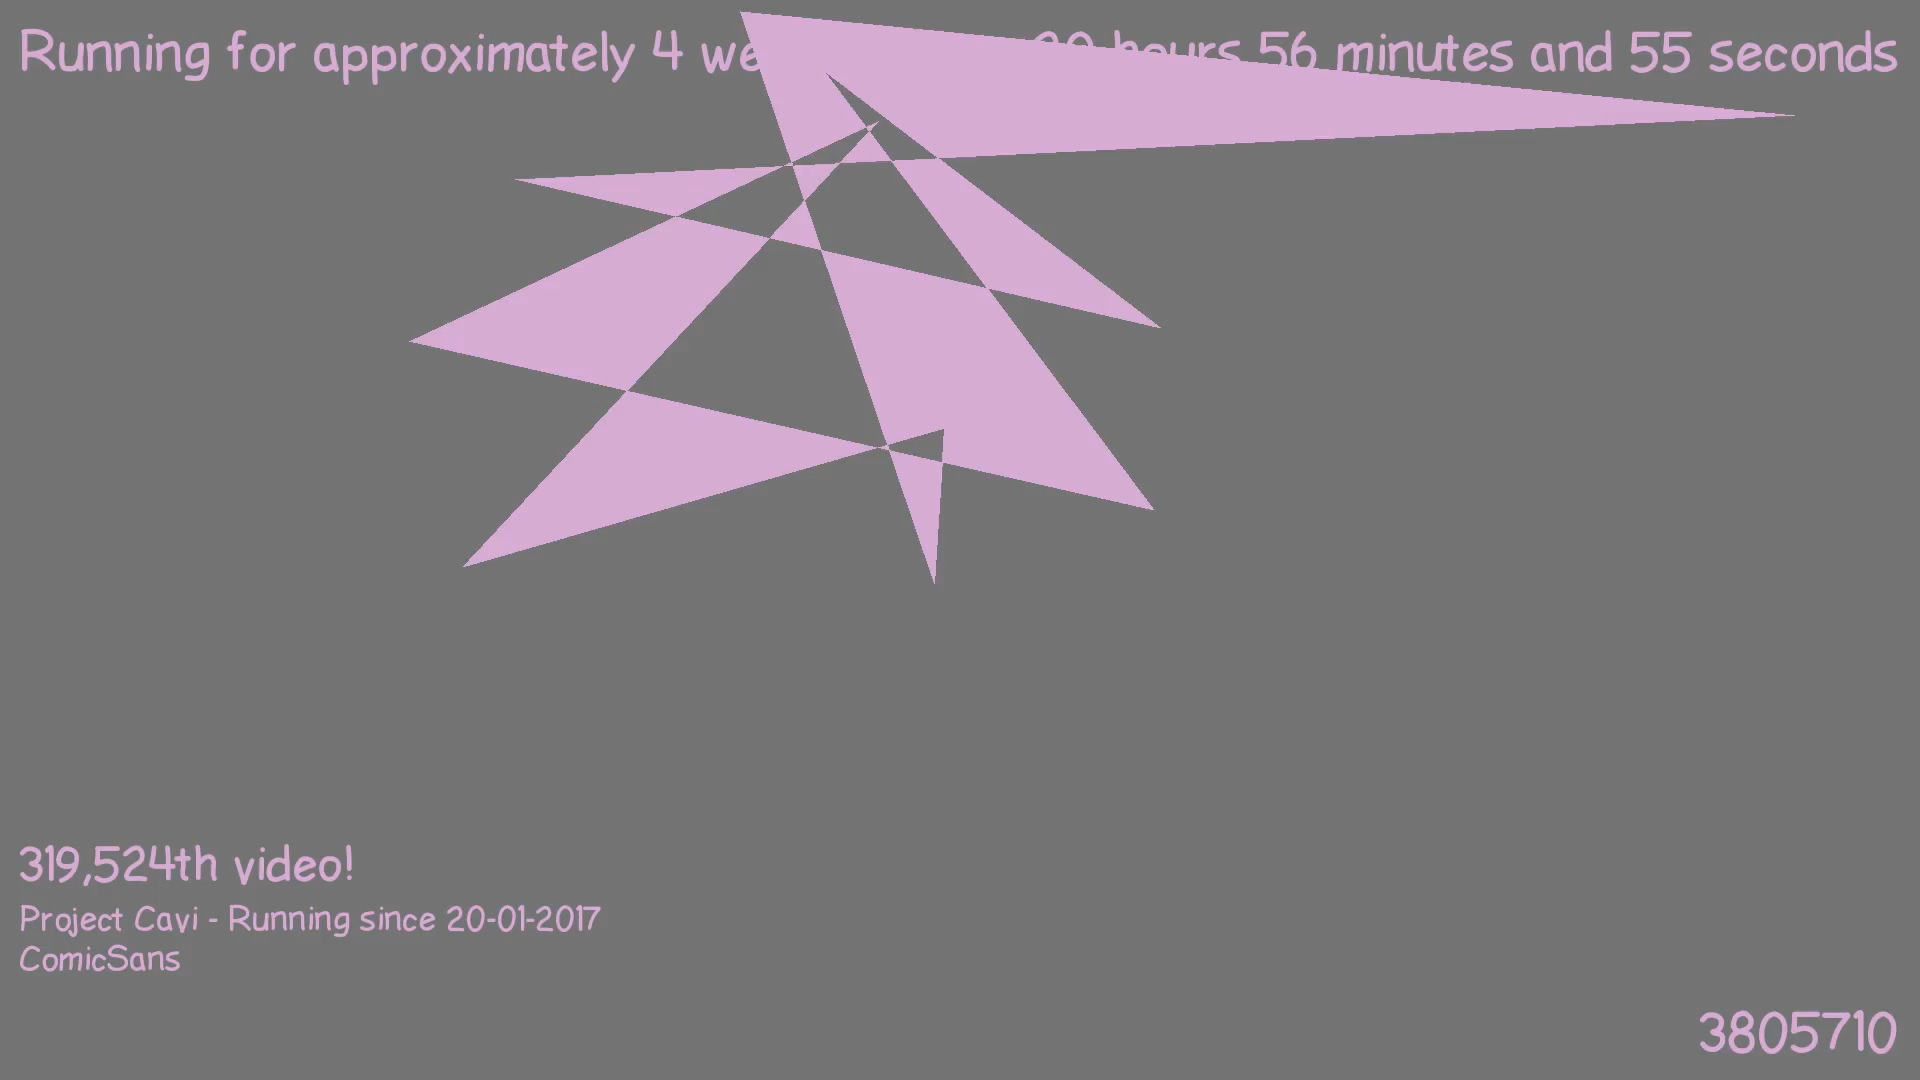 Running for approximately 4 hours 56 minutes and 55 seconds
319,524th video!
Project Cavi - Running since 20-01-2017
ComicSans
3805710